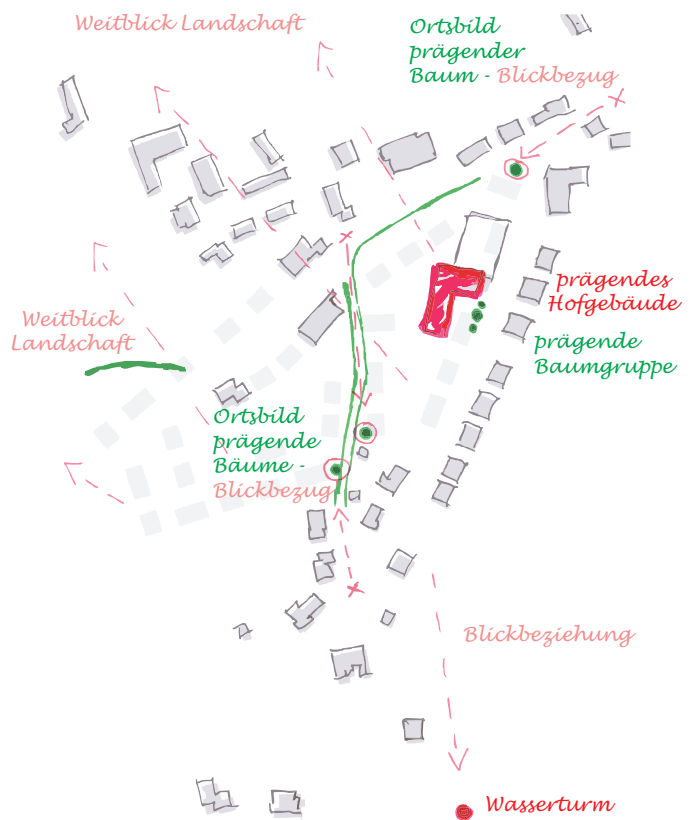 Weitblick Landschaft
Ortsbild
prägender
Baum - Blickbezug
prägendes
Hofgebäude
Weitblick
Landschaft
prägende
Baumgruppe
Ortsbild
prägende
Bäume -
Blickbezug
Blickbeziehung
Wasserturm